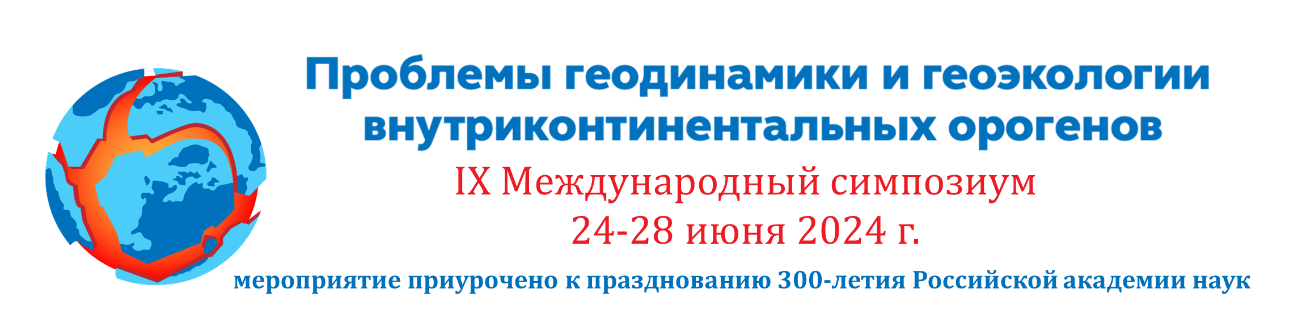 Проблемы геодинамики и геоэкологии
внутриконтинентальных орогенов
IX Международный симпозиум
24-28 июня 2024 г.
мероприятие приурочено к празднованию 300-летия Российской академии наук